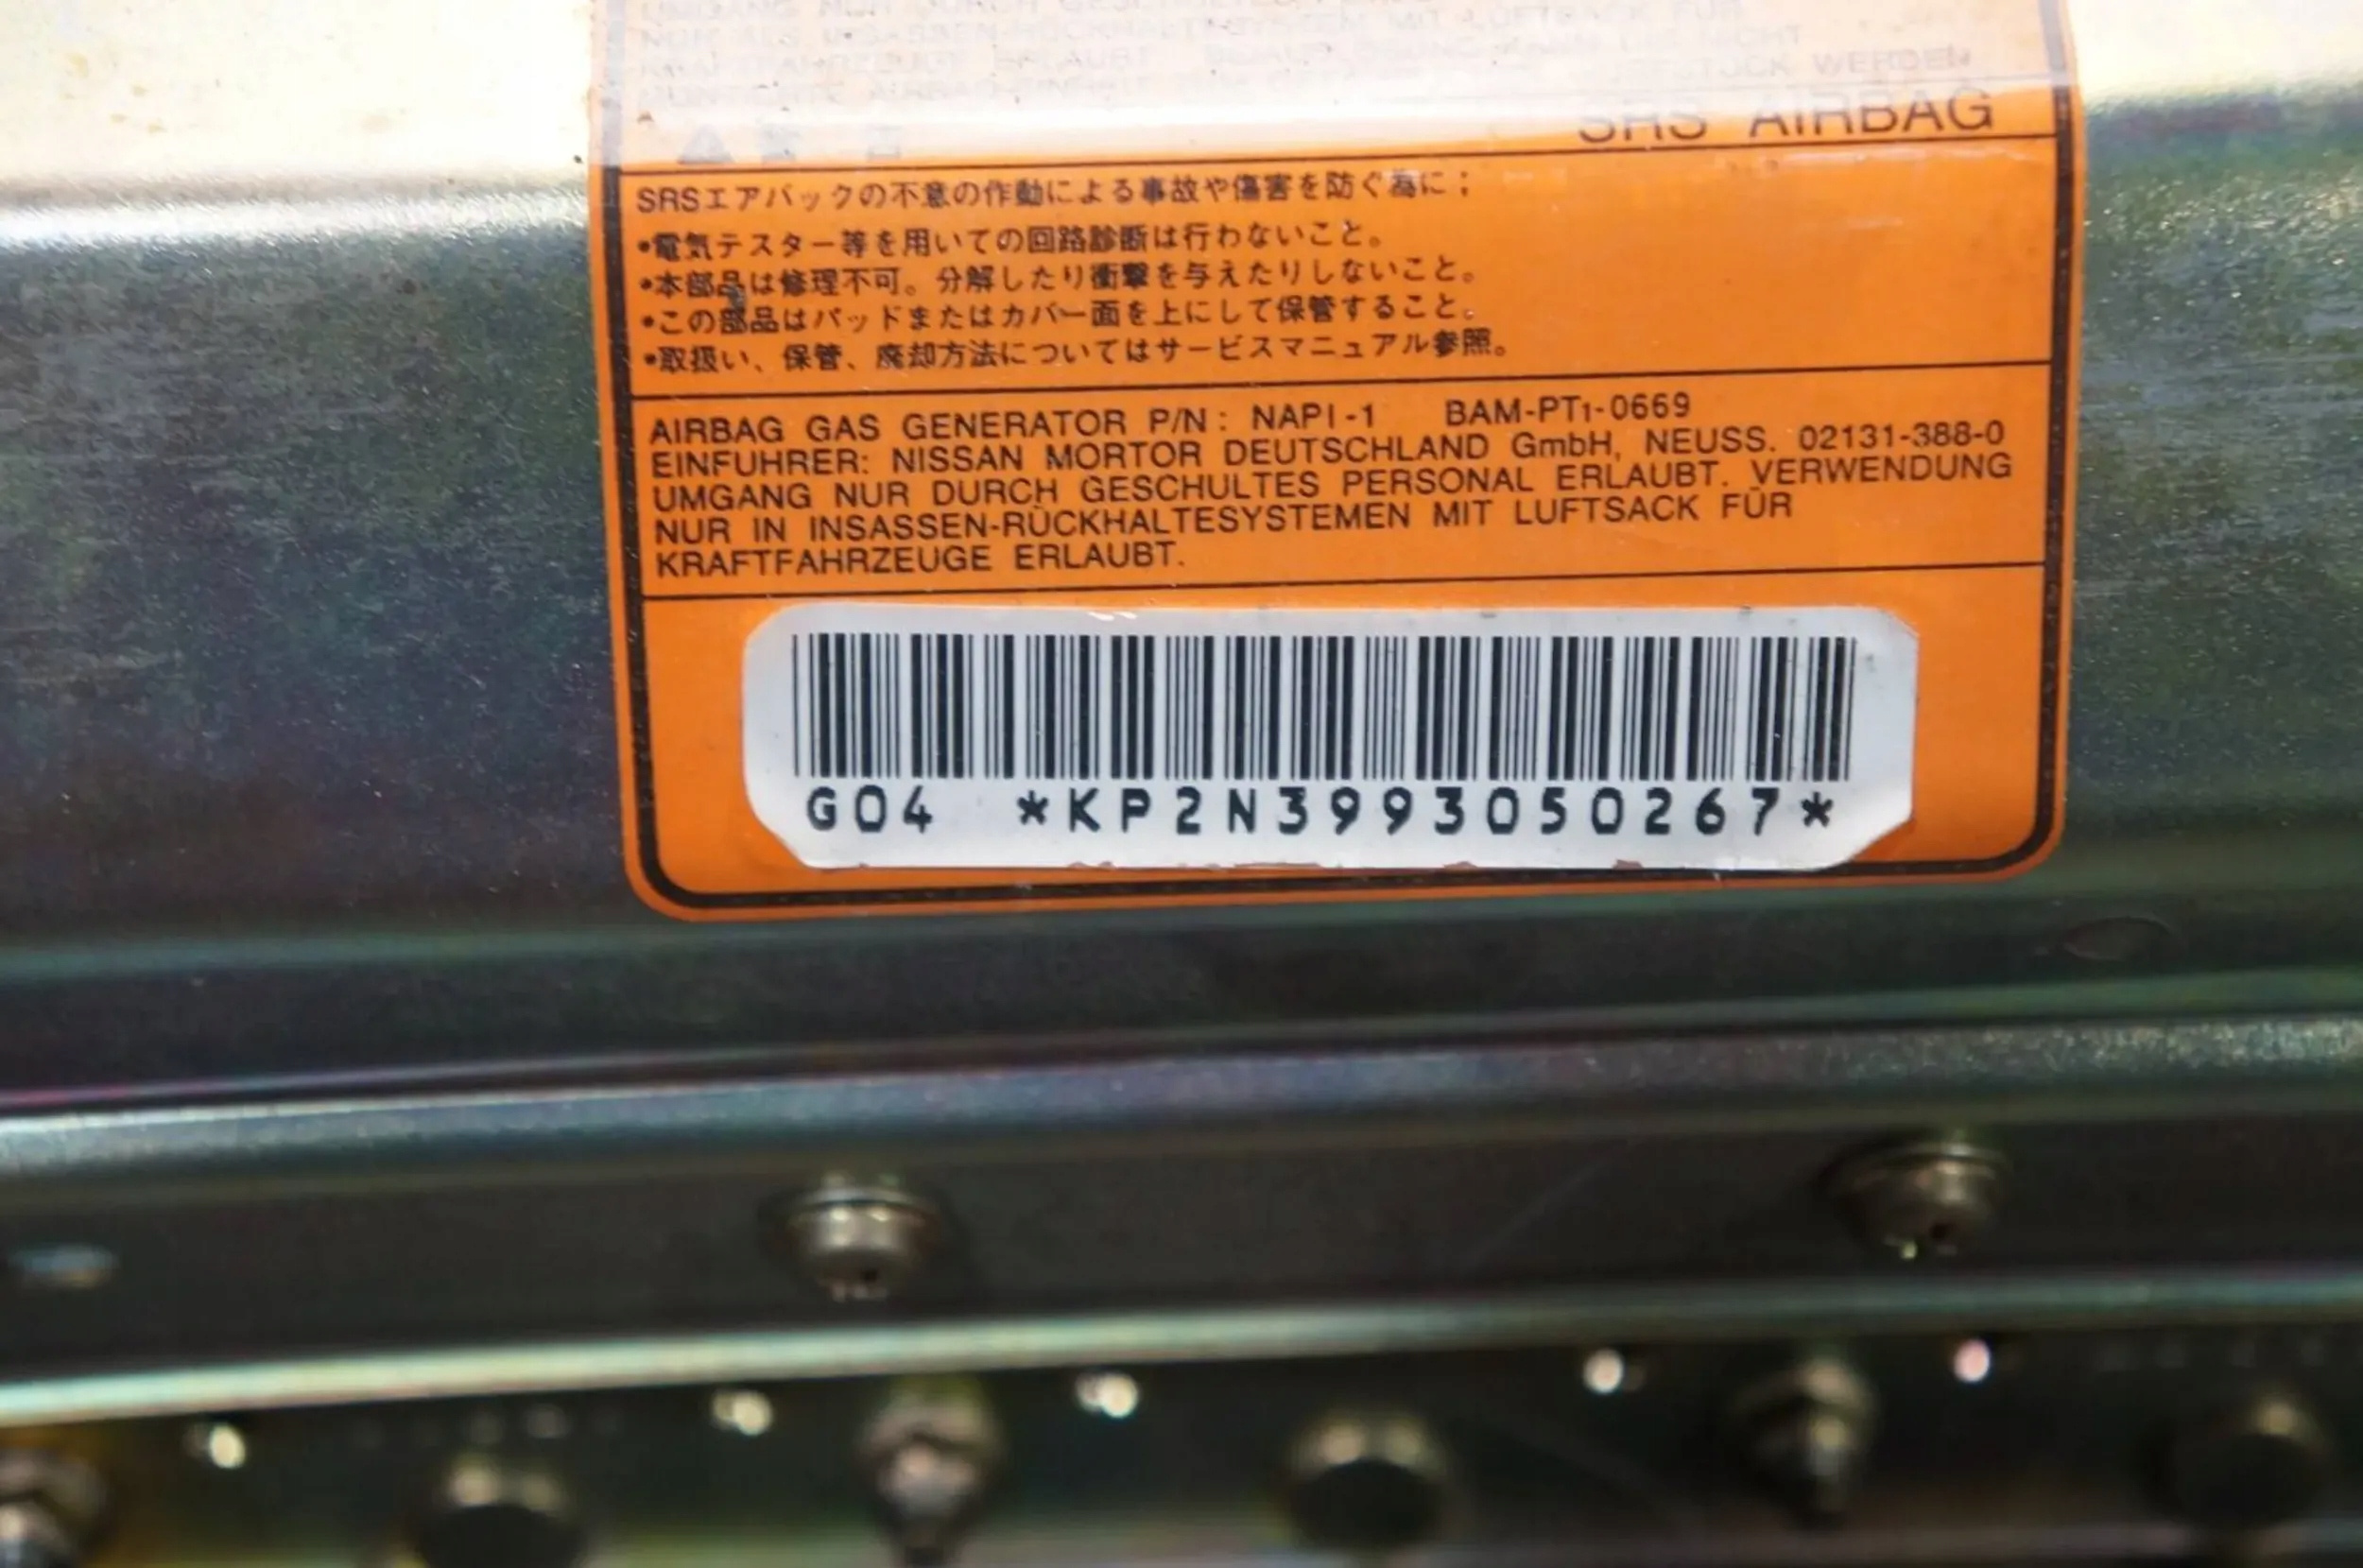 SRS AIRBAG
SRSエアバックの不意の作動による事故や傷害を防ぐ為に;
•電気テスター等を用いての回路診断は行わないこと。
•本部品は修理不可。分解したり衝撃を与えたりしないこと。
•この部品はパッドまたはカバー面を上にして保管すること。
•取扱い、保管、廃却方法についてはサービスマニュアル参照。
AIRBAG GAS GENERATOR P/N: NAPI-1 BAM-PT1-0669
EINFUHRER: NISSAN MORTOR DEUTSCHLAND GmbH, NEUSS. 02131-388-0
UMGANG NUR DURCH GESCHULTES PERSONAL ERLAUBT. VERWENDUNG
NUR IN INSASSEN-RÜCKHALTESYSTEMEN MIT LUFTSACK FÜR
KRAFTFAHRZEUGE ERLAUBT.
G04 *KP2N3993050267*